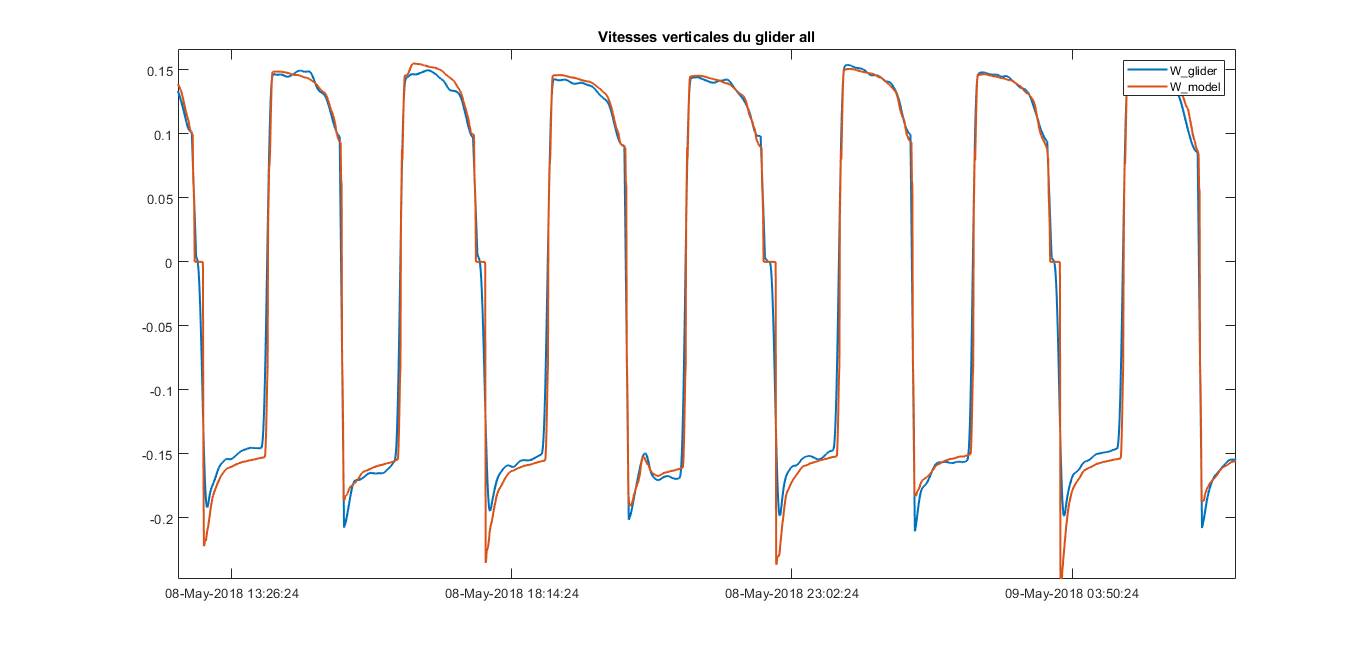 Vitesses verticales du glider all
W_glider
W_model
0.15
0.1
0.05
0
-0.05
-0.1
-0.15
-0.2
08-May-2018 13:26:24
08-May-2018 18:14:24
08-May-2018 23:02:24
09-May-2018 03:50:24